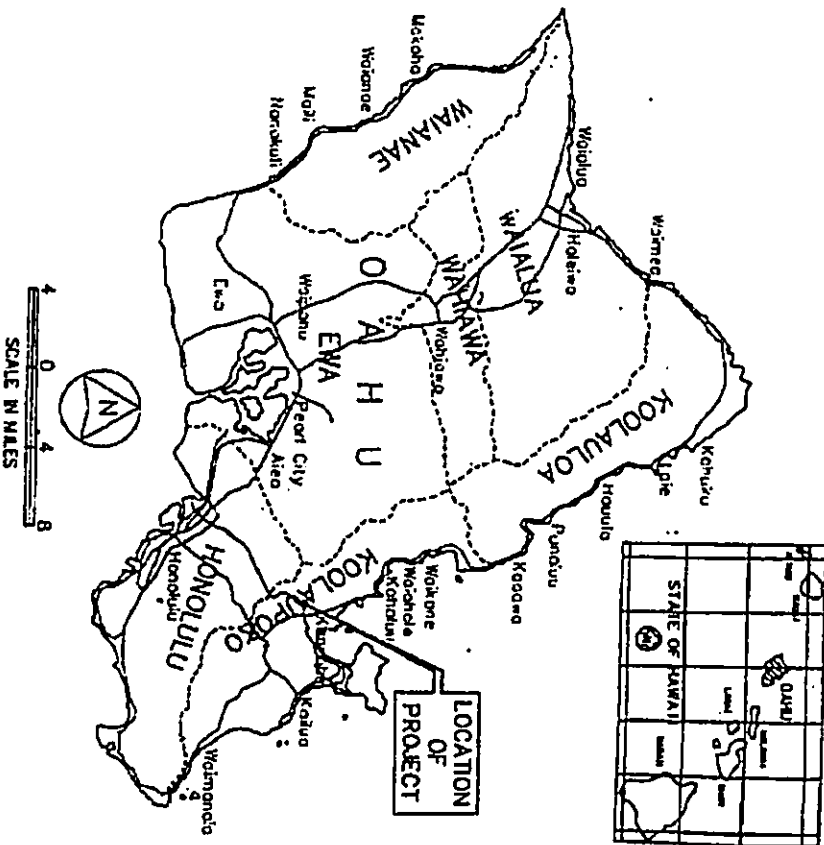 Makaha
Waianae
Maili
Nanakuli
WAIANAE
Waialua
Haleiwa
Waimea
WAIALUA
WAHIAWA
Wahiawa
O A H U
Ewa
Waipahu
EWA
Pearl City
Aiea
KOOLAULOA
Kahuku
Laie
Hauula
Punaluu
Kaaawa
Waikane
Waiahole
Kahaluu
KOOLAUPOKO
Kailua
HONOLULU
Honolulu
Waimanalo
LOCATION
OF
PROJECT
STATE OF HAWAII
OAHU
N
4 0 4 8
SCALE IN MILES